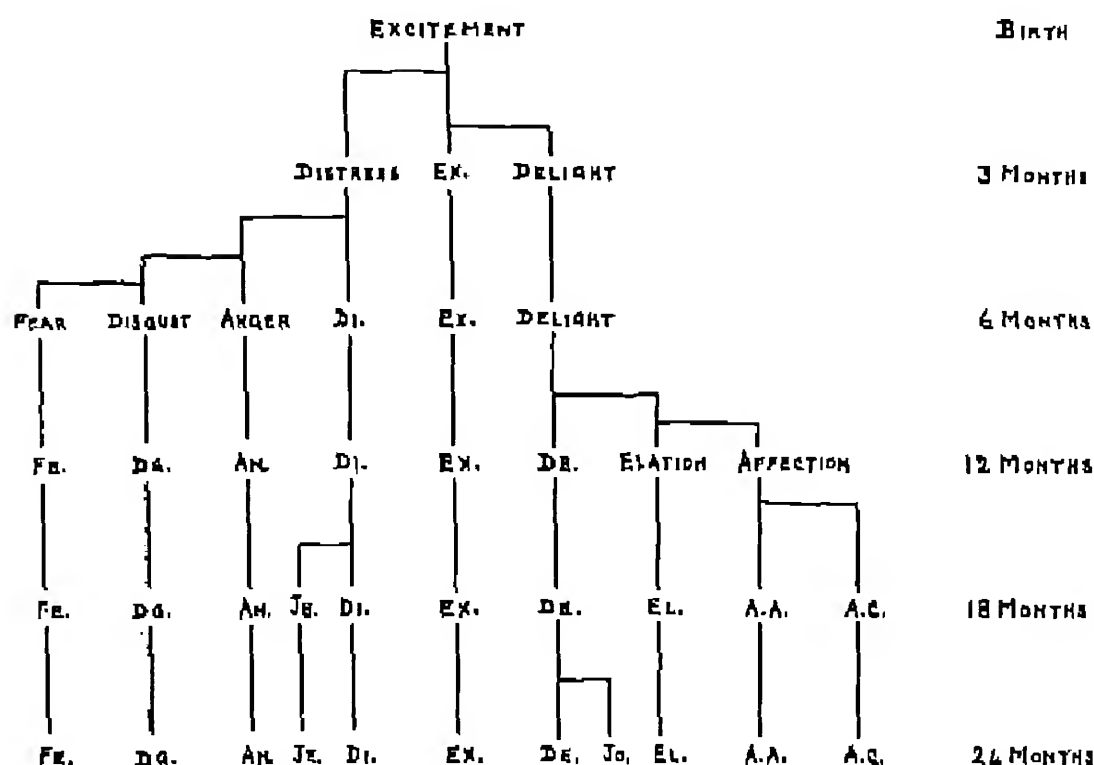 EXCITEMENT BIRTH
DISTRESS EX. DELIGHT 3 MONTHS
FEAR DISGUST ANGER DI. EX. DELIGHT 6 MONTHS
FE. DG. AN. DI. EX. DE. ELATION AFFECTION 12 MONTHS
FE. DG. AN. JE. DI. EX. DE. EL. A.A. A.C. 18 MONTHS
FE. DG. AN. JE. DI. EX. DE. JO. EL. A.A. A.C. 24 MONTHS